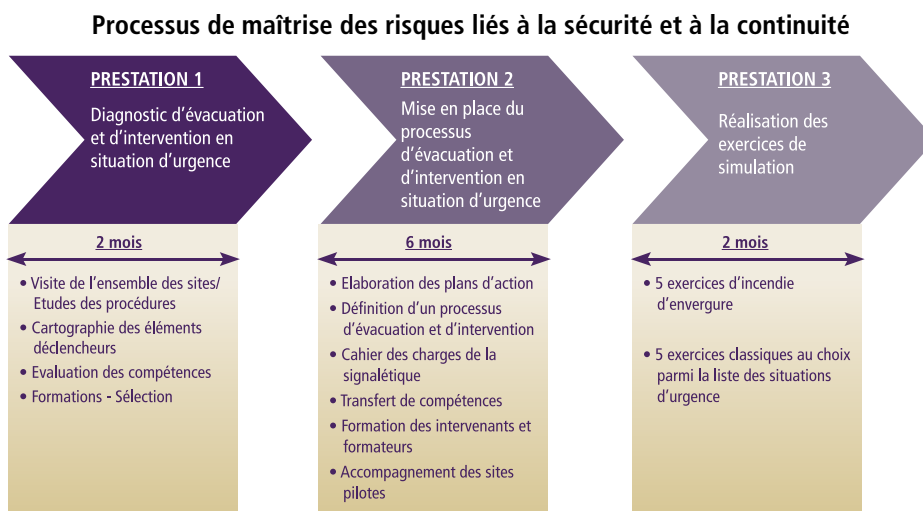 Processus de maîtrise des risques liés à la sécurité et à la continuité
PRESTATION 1
Diagnostic d'évacuation
et d'intervention en
situation d'urgence
2 mois
• Visite de l'ensemble des sites/
Etudes des procédures
• Cartographie des éléments
déclencheurs
• Evaluation des compétences
• Formations - Sélection
PRESTATION 2
Mise en place du
processus
d'évacuation et
d'intervention en
situation d'urgence
6 mois
• Elaboration des plans d'action
• Définition d'un processus
d'évacuation et d'intervention
• Cahier des charges de la
signalétique
• Transfert de compétences
• Formation des intervenants et
formateurs
• Accompagnement des sites
pilotes
PRESTATION 3
Réalisation des
exercices de
simulation
2 mois
• 5 exercices d'incendie
d'envergure
• 5 exercices classiques au choix
parmi la liste des situations
d'urgence